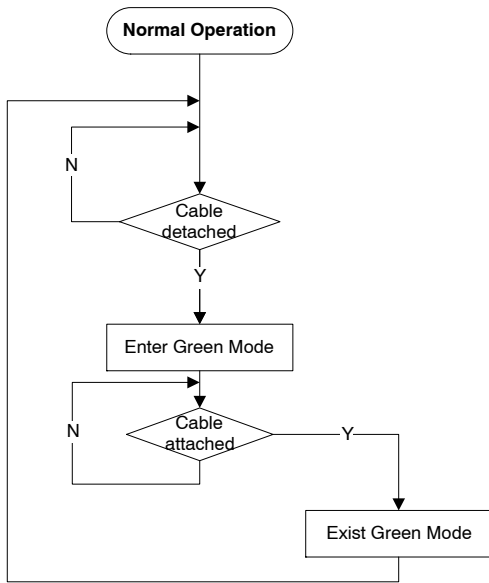 Normal Operation
N
Cable
detached
Y
Enter Green Mode
N
Cable
attached
Y
Exist Green Mode